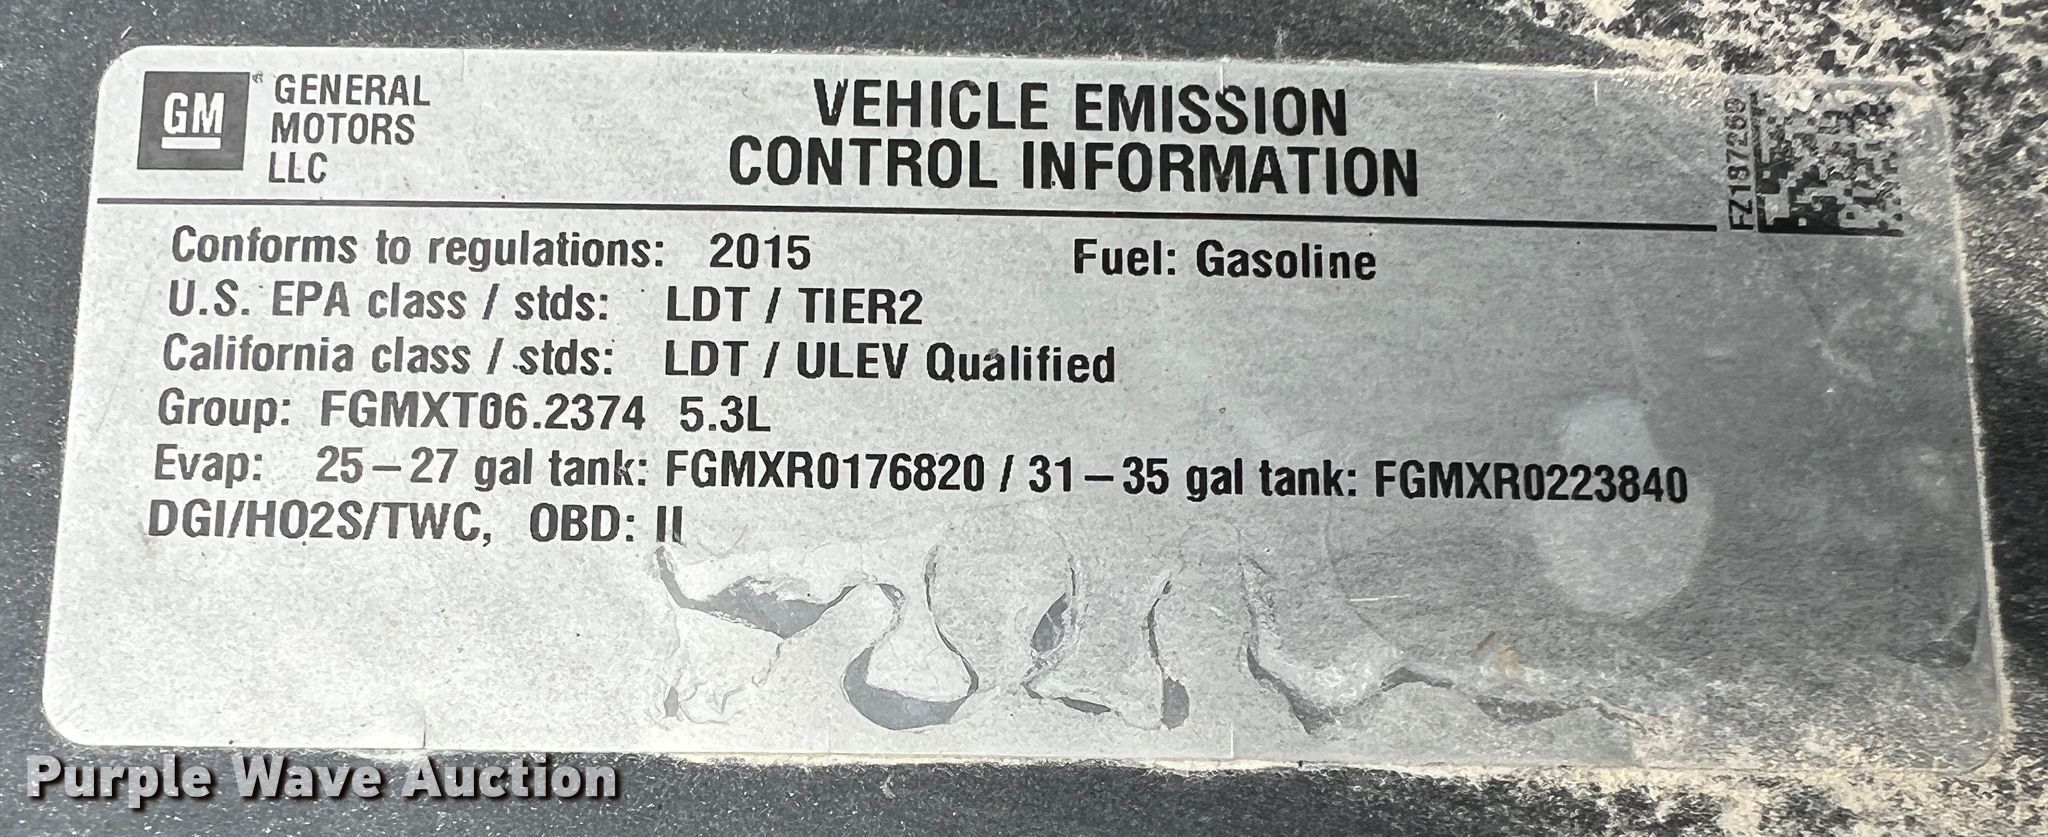 GM
GENERAL
MOTORS
LLC
VEHICLE EMISSION
CONTROL INFORMATION
FZ187269
Conforms to regulations: 2015 Fuel: Gasoline
U.S. EPA class / stds: LDT / TIER2
California class / stds: LDT / ULEV Qualified
Group: FGMXT06.2374 5.3L
Evap: 25–27 gal tank: FGMXR0176820 / 31–35 gal tank: FGMXR0223840
DGI/HO2S/TWC, OBD: II
Purple Wave Auction